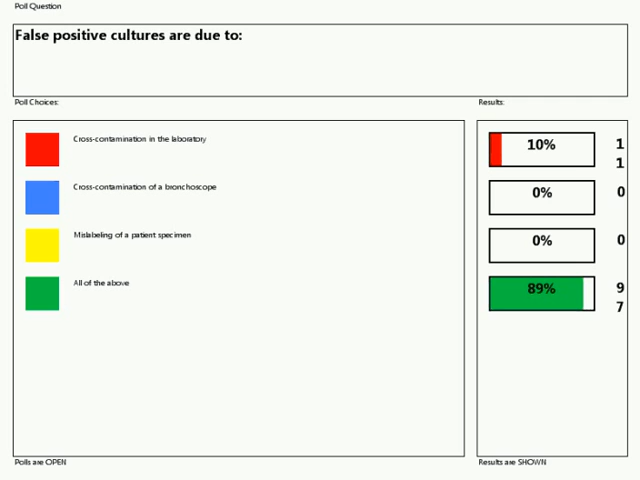 Poll Question
False positive cultures are due to:
Poll Choices:
Results:
Cross-contamination in the laboratory
10%
1
1
Cross-contamination of a bronchoscope
0%
0
Mislabeling of a patient specimen
0%
0
All of the above
89%
9
7
Polls are OPEN
Results are SHOWN